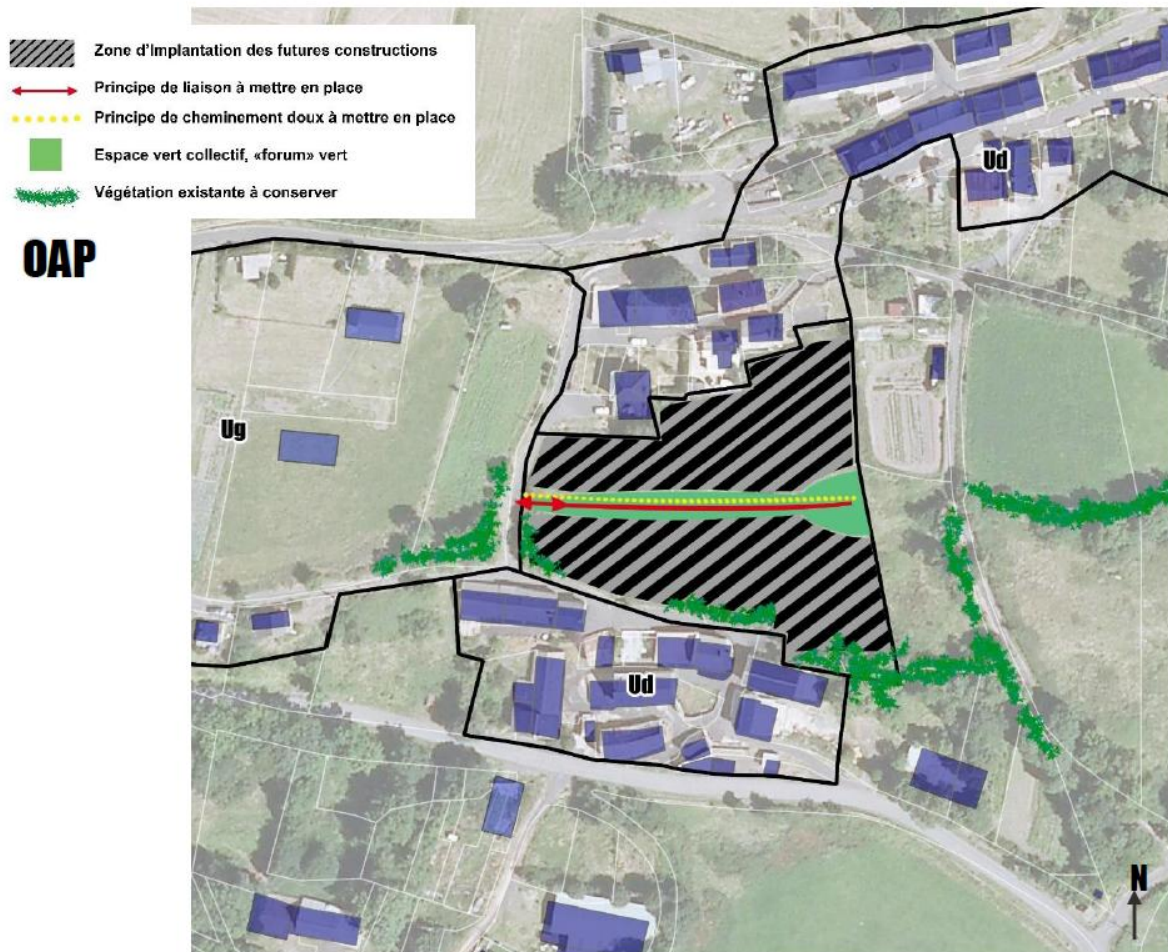 Zone d'Implantation des futures constructions
Principe de liaison à mettre en place
Principe de cheminement doux à mettre en place
Espace vert collectif, «forum» vert
Végétation existante à conserver
OAP
Ud
Ug
Ud
N